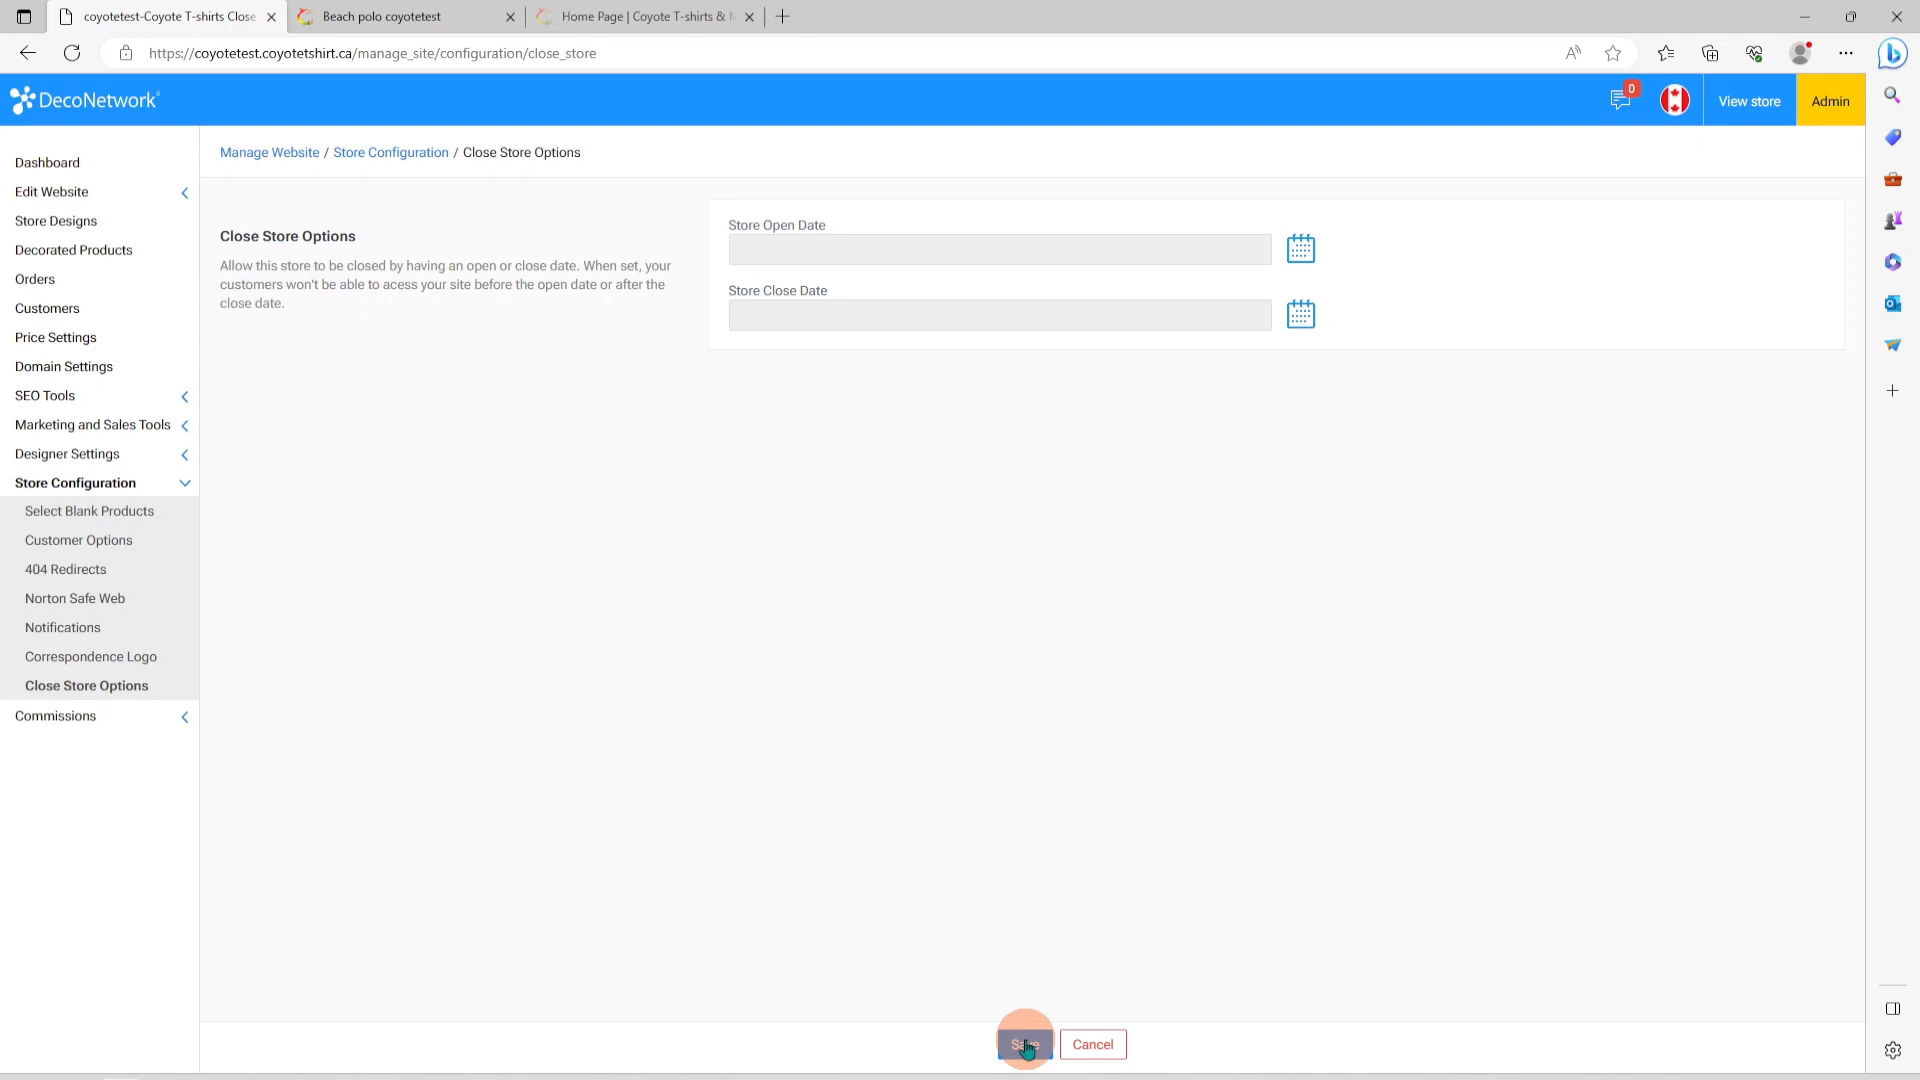 coyotetest-Coyote T-shirts Close
Beach polo coyotetest
Home Page | Coyote T-shirts &
https://coyotetest.coyotetshirt.ca/manage_site/configuration/close_store
DecoNetwork
0
View store
Admin
Manage Website / Store Configuration / Close Store Options
Dashboard
Edit Website
Store Designs
Decorated Products
Orders
Customers
Price Settings
Domain Settings
SEO Tools
Marketing and Sales Tools
Designer Settings
Store Configuration
Select Blank Products
Customer Options
404 Redirects
Norton Safe Web
Notifications
Correspondence Logo
Close Store Options
Commissions
Close Store Options
Allow this store to be closed by having an open or close date. When set, your
customers won't be able to acess your site before the open date or after the
close date.
Store Open Date
Store Close Date
Save
Cancel